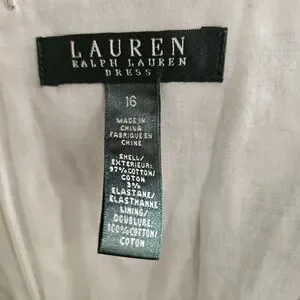 LAUREN
RALPH LAUREN
DRESS
16
MADE IN
CHINA
FABRIQUE EN
CHINE
SHELL/
EXTERIEUR:
97% COTTON/
COTON
3%
ELASTANE/
ELASTHANNE
LINING/
DOUBLURE:
100% COTTON/
COTON